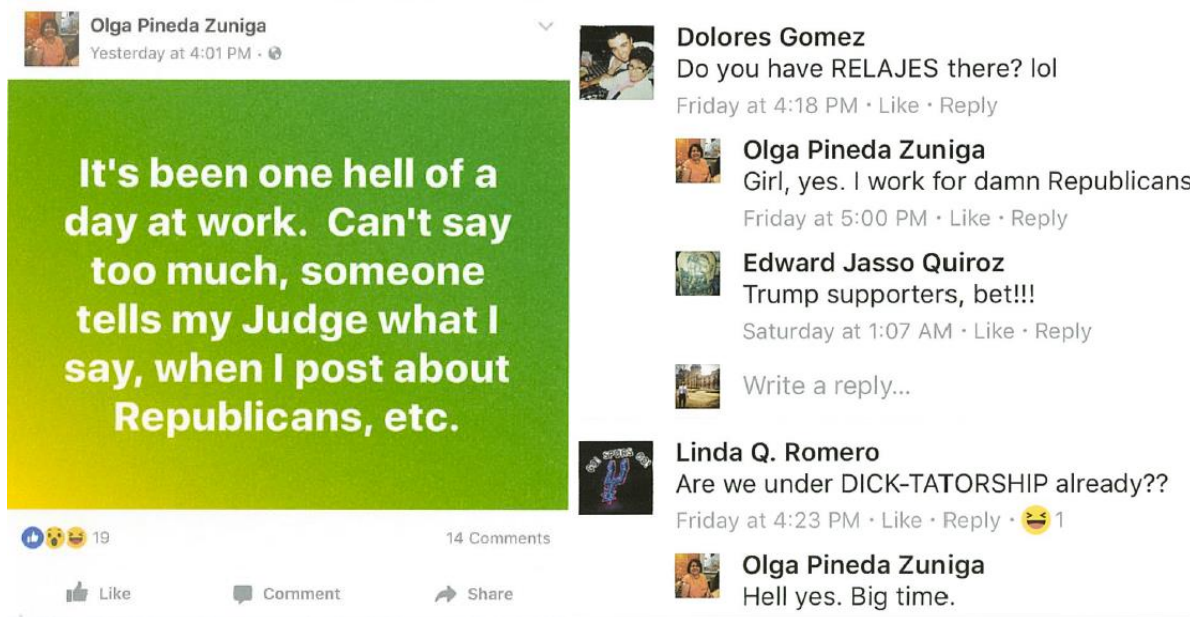 Olga Pineda Zuniga
Yesterday at 4:01 PM ·
It's been one hell of a
day at work. Can't say
too much, someone
tells my Judge what I
say, when I post about
Republicans, etc.
19
14 Comments
Like
Comment
Share
Dolores Gomez
Do you have RELAJES there? lol
Friday at 4:18 PM · Like · Reply
Olga Pineda Zuniga
Girl, yes. I work for damn Republicans
Friday at 5:00 PM · Like · Reply
Edward Jasso Quiroz
Trump supporters, bet!!!
Saturday at 1:07 AM · Like · Reply
Write a reply...
GO! SPURS GO!
Linda Q. Romero
Are we under DICK-TATORSHIP already??
Friday at 4:23 PM · Like · Reply · 1
Olga Pineda Zuniga
Hell yes. Big time.